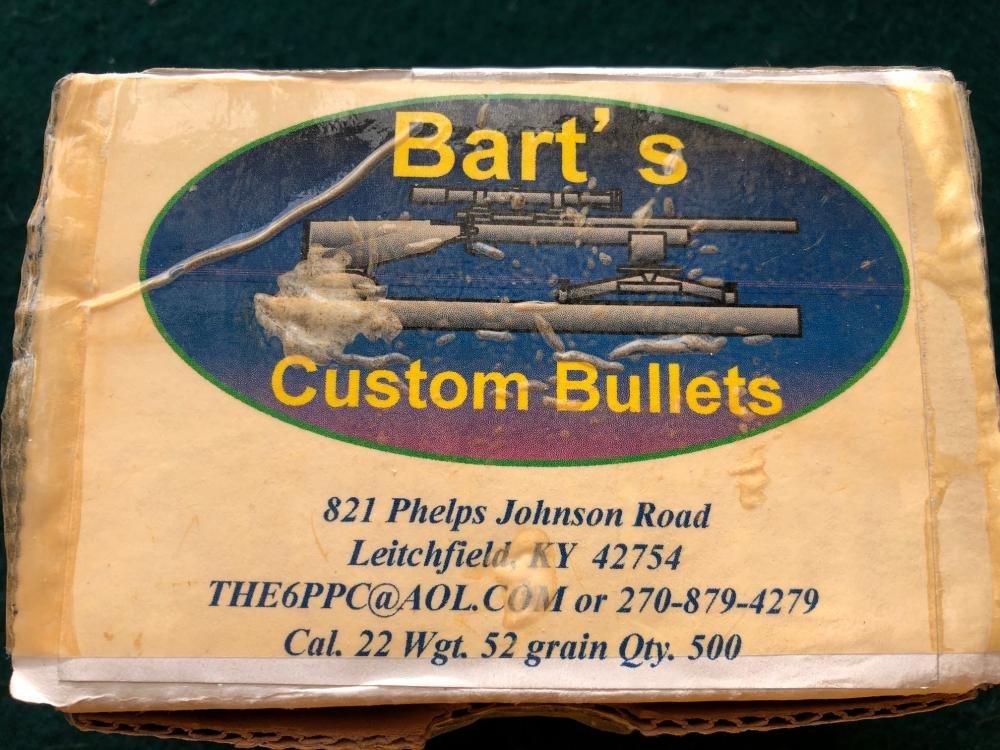 Bart's
Custom Bullets
821 Phelps Johnson Road
Leitchfield, KY 42754
THE6PPC@AOL.COM or 270-879-4279
Cal. 22 Wgt. 52 grain Qty. 500